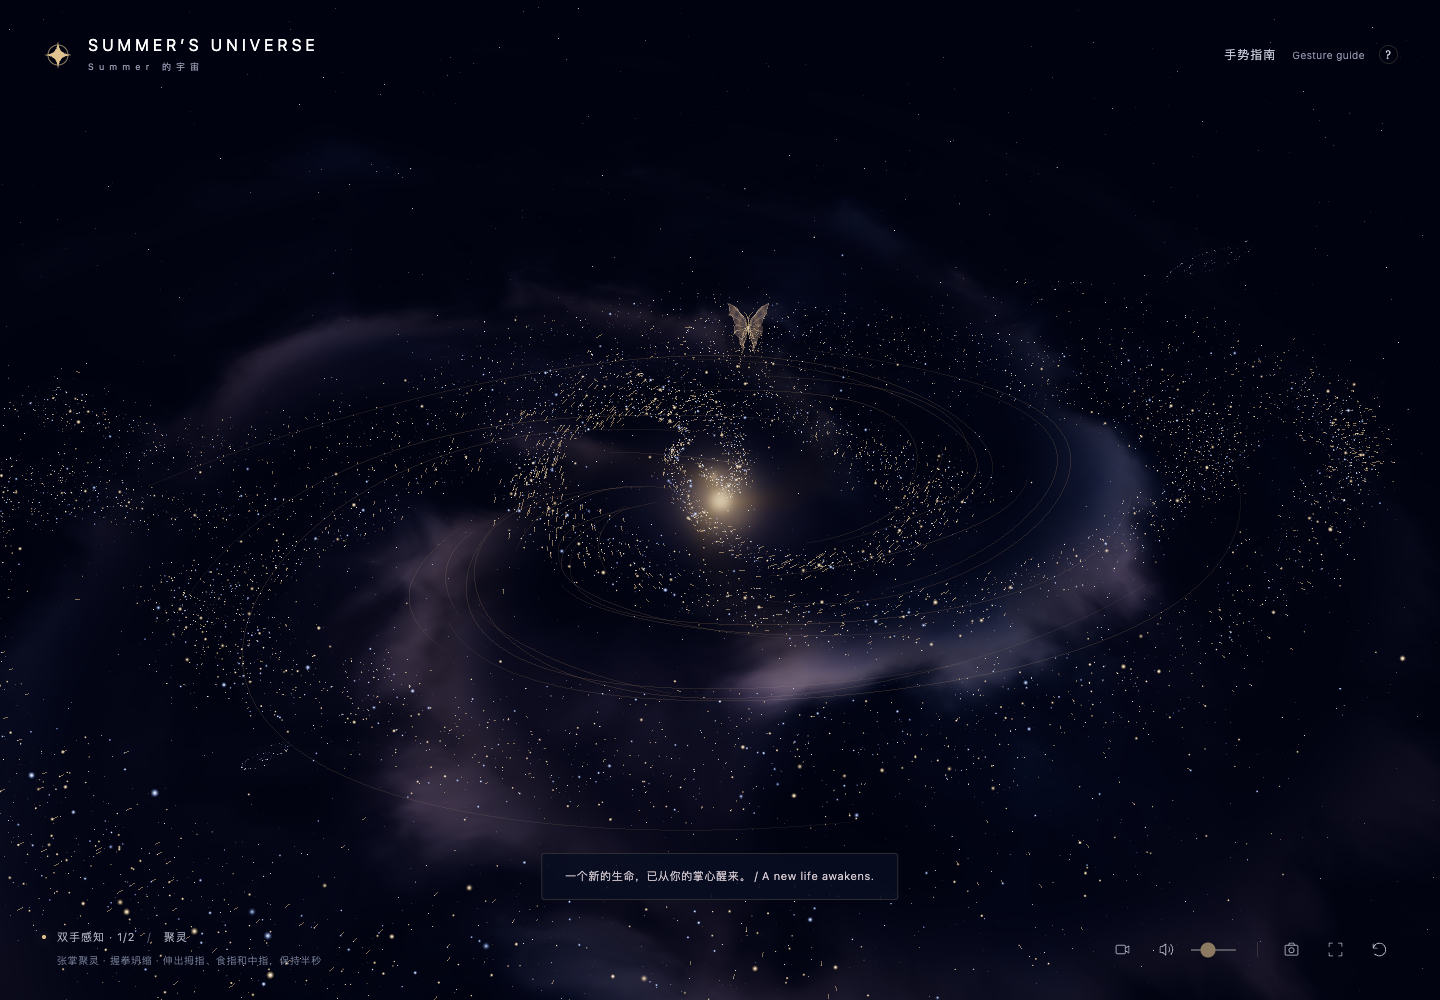 SUMMER'S UNIVERSE
Summer 的宇宙
手势指南 Gesture guide ?
一个新的生命，已从你的掌心醒来。 / A new life awakens.
双手感知 · 1/2 / 聚灵
张掌聚灵 · 握拳坍缩 · 伸出拇指、食指和中指，保持半秒